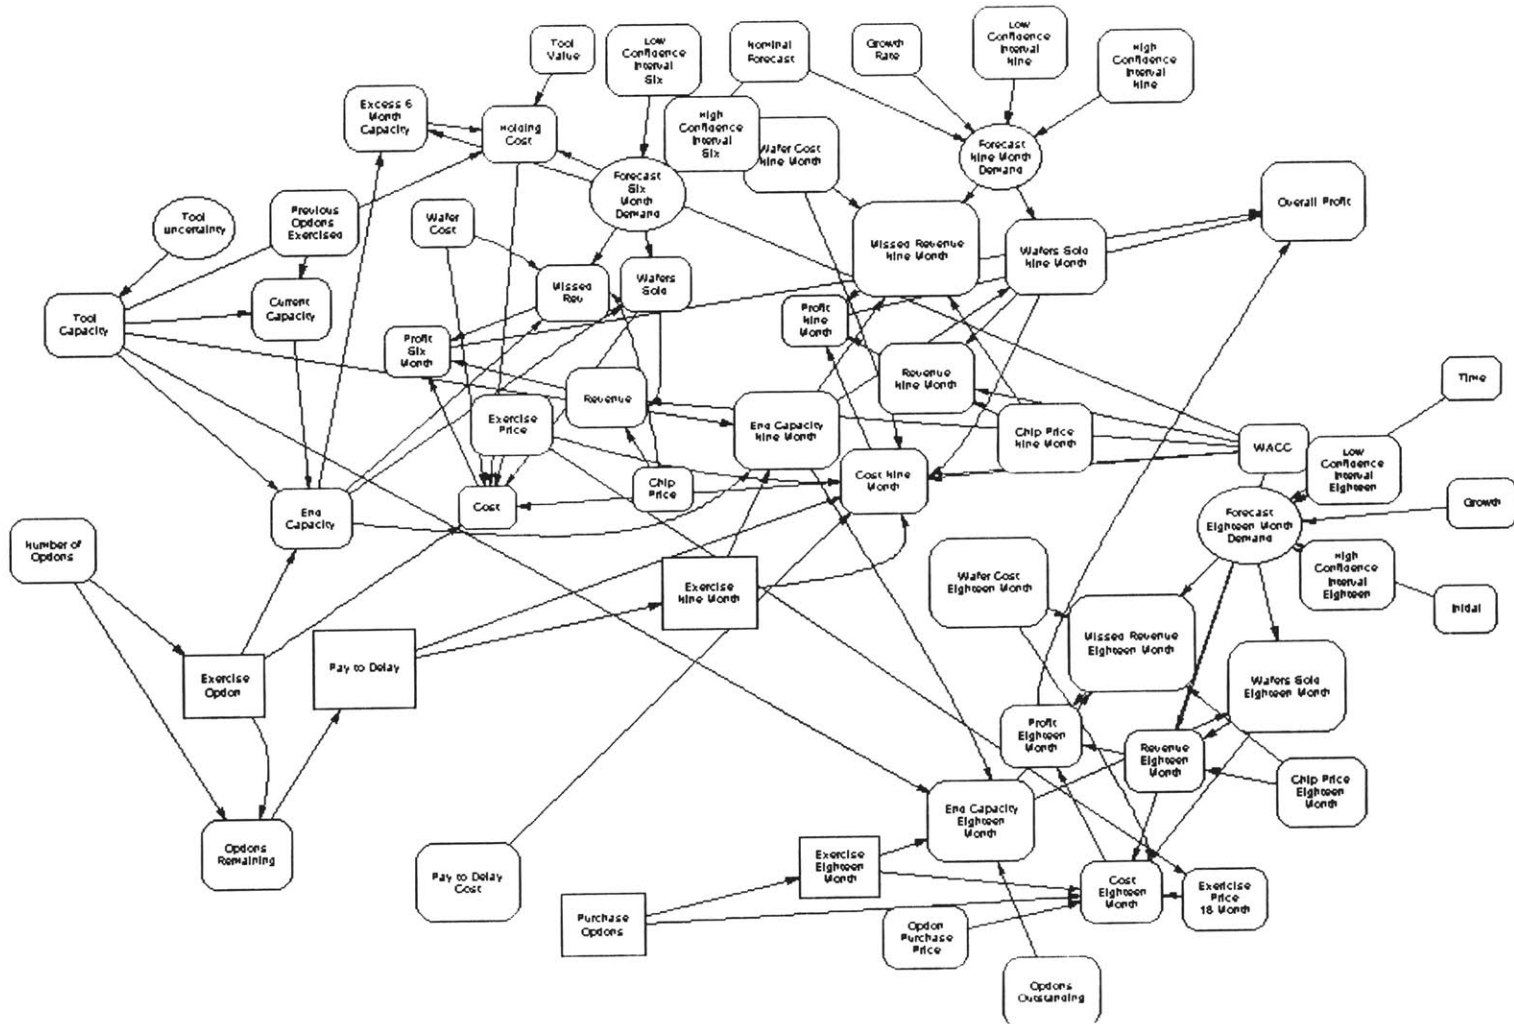 Tool
Value
Low
Confidence
Interval
Six
Nominal
Forecast
Growth
Rate
Low
Confidence
Interval
Nine
High
Confidence
Interval
Nine
Excess 6
Month
Capacity
Holding
Cost
High
Confidence
Interval
Six
Wafer Cost
Nine Month
Forecast
Nine Month
Demand
Forecast
Six
Month
Demand
Overall Profit
Tool
uncertainty
Previous
Options
Exercised
Wafer
Cost
Missed Revenue
Nine Month
Wafers Sold
Nine Month
Missed
Rev
Wafers
Sold
Tool
Capacity
Current
Capacity
Profit
Six
Month
Profit
Nine
Month
Revenue
Nine Month
Time
Revenue
Exercise
Price
End Capacity
Nine Month
Chip Price
Nine Month
WACC
Low
Confidence
Interval
Eighteen
Cost Nine
Month
Chip
Price
Cost
End
Capacity
Forecast
Eighteen Month
Demand
Growth
Number of
Options
Wafer Cost
Eighteen Month
High
Confidence
Interval
Eighteen
Exercise
Nine Month
Initial
Missed Revenue
Eighteen Month
Exercise
Option
Pay to Delay
Wafers Sold
Eighteen Month
Profit
Eighteen
Month
Revenue
Eighteen
Month
Chip Price
Eighteen
Month
End Capacity
Eighteen
Month
Options
Remaining
Pay to Delay
Cost
Exercise
Eighteen
Month
Cost
Eighteen
Month
Exercise
Price
18 Month
Purchase
Options
Option
Purchase
Price
Options
Outstanding